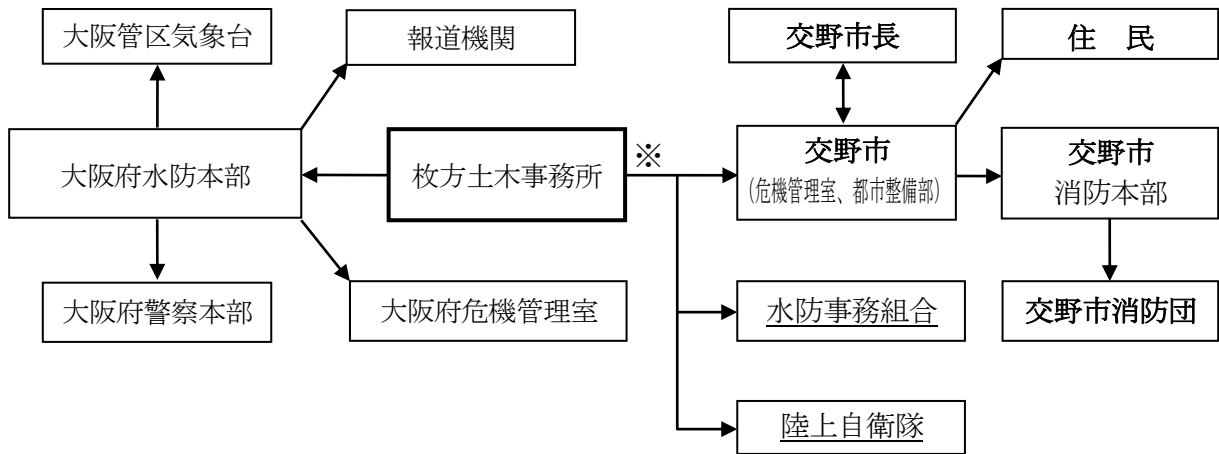 大阪管区気象台
報道機関
交野市長
住　民
大阪府水防本部
枚方土木事務所
※
交野市
(危機管理室、都市整備部)
交野市
消防本部
大阪府警察本部
大阪府危機管理室
水防事務組合
交野市消防団
陸上自衛隊